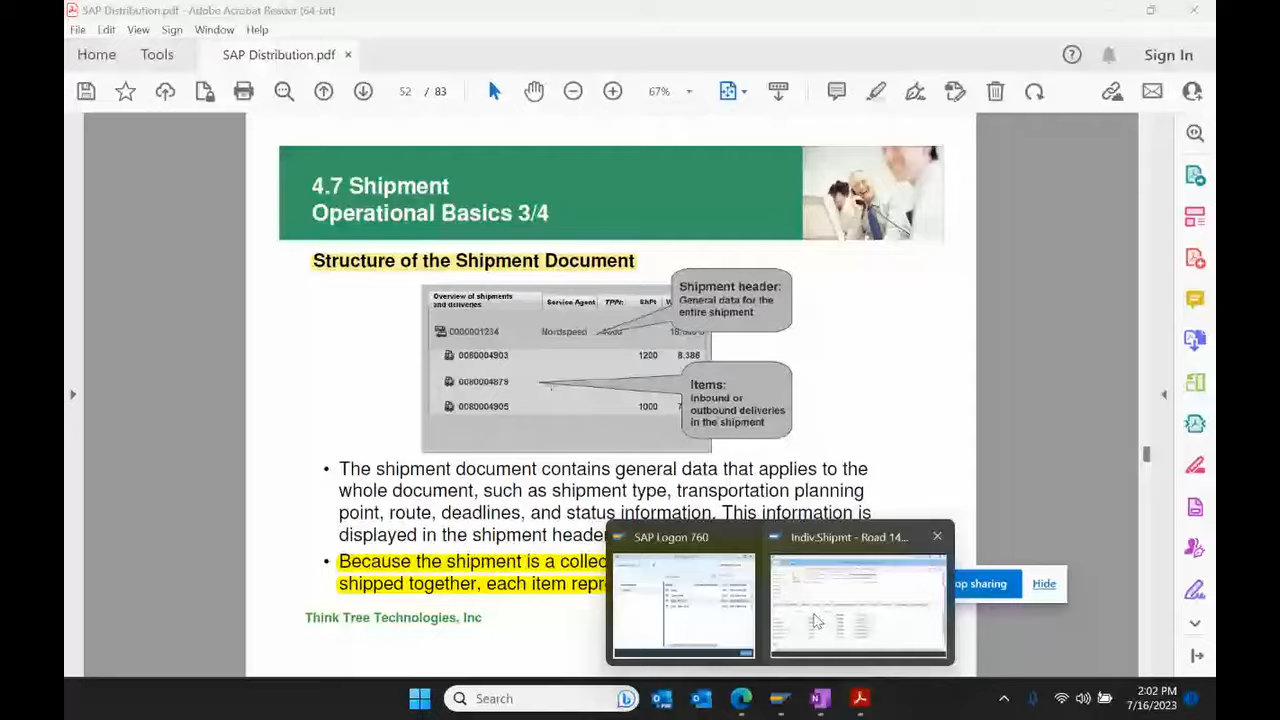 SAP Distribution.pdf - Adobe Acrobat Reader (64-bit)
File Edit View Sign Window Help
Home Tools SAP Distribution.pdf × Sign In
52 / 83 67%
4.7 Shipment
Operational Basics 3/4
Structure of the Shipment Document
Overview of shipments
and deliveries
Service Agent TPPt ShPt
Shipment header:
General data for the
entire shipment
0000001234 Nordspeed
0080004903 1200 8.386
0080004879
0080004905 1000
Items:
Inbound or
outbound deliveries
in the shipment
• The shipment document contains general data that applies to the
whole document, such as shipment type, transportation planning
point, route, deadlines, and status information. This information is
displayed in the shipment header
• Because the shipment is a collec
shipped together, each item repr
Think Tree Technologies, Inc
SAP Logon 760
Indiv.Shipmt - Road 14...
op sharing Hide
Search
2:02 PM
7/16/2023